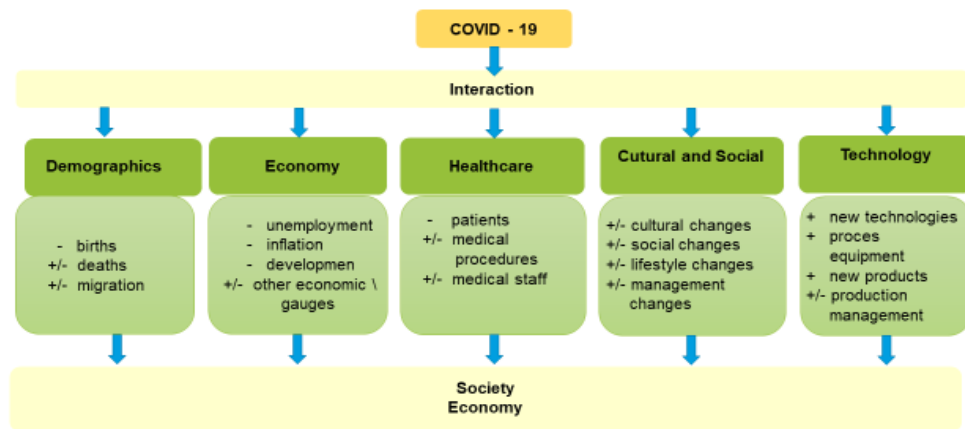 COVID - 19
Interaction
Demographics
- births
+/- deaths
+/- migration
Economy
- unemployment
- inflation
- developmen
+/- other economic \
gauges
Healthcare
- patients
+/- medical
procedures
+/- medical staff
Cutural and Social
+/- cultural changes
+/- social changes
+/- lifestyle changes
+/- management
changes
Technology
+ new technologies
+ proces
equipment
+ new products
+/- production
management
Society
Economy